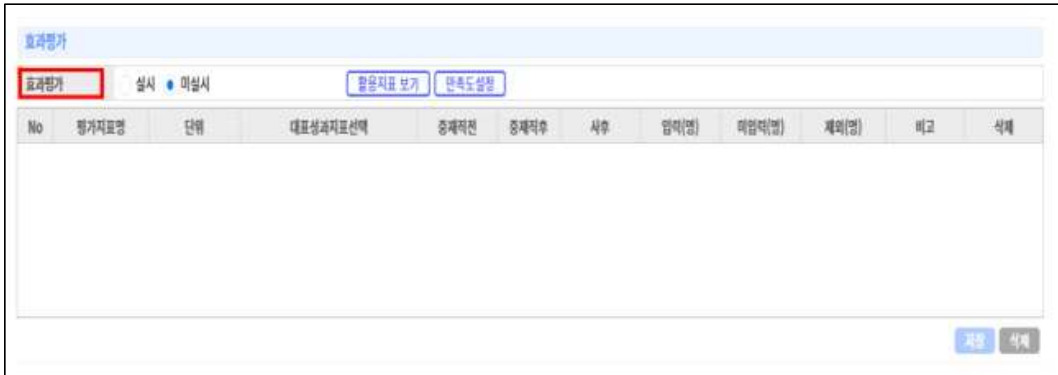 효과평가
효과평가 실시 미실시 활용지표 보기 만족도설정
No 평가지표명 단위 대표성과지표선택 중재직전 중재직후 사후 입력(명) 미입력(명) 제외(명) 비고 삭제
저장 삭제